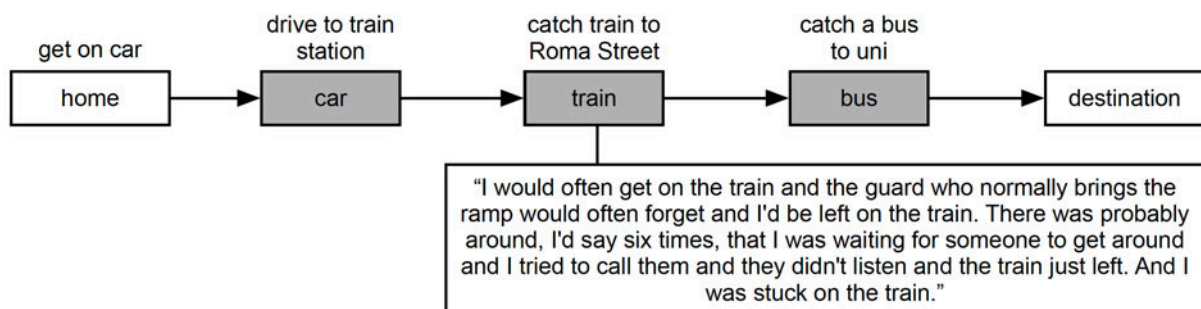 get on car
drive to train
station
catch train to
Roma Street
catch a bus
to uni
home
car
train
bus
destination
“I would often get on the train and the guard who normally brings the
ramp would often forget and I'd be left on the train. There was probably
around, I'd say six times, that I was waiting for someone to get around
and I tried to call them and they didn't listen and the train just left. And I
was stuck on the train.”